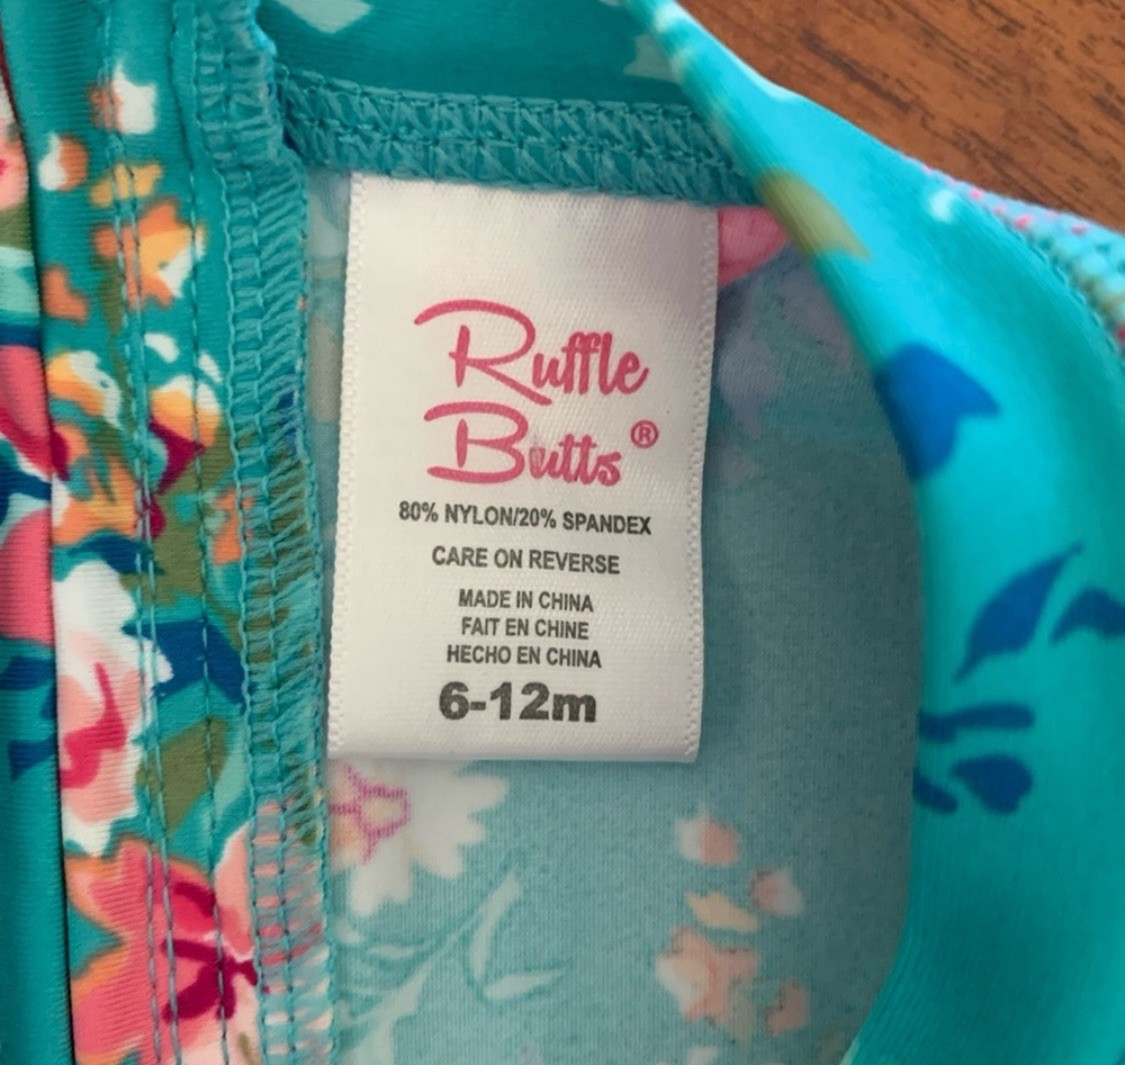 Ruffle
Butts®
80% NYLON/20% SPANDEX
CARE ON REVERSE
MADE IN CHINA
FAIT EN CHINE
HECHO EN CHINA
6-12m